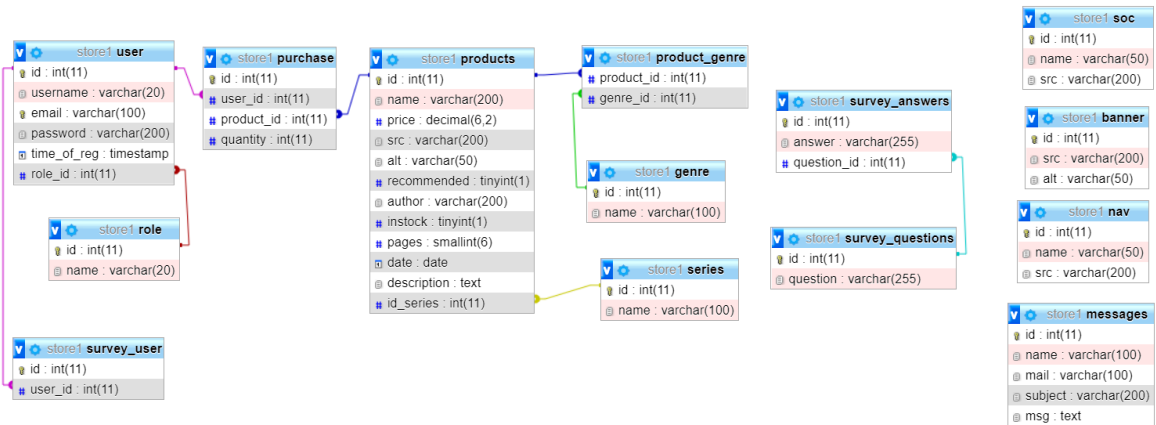 store1 user
id : int(11)
username : varchar(20)
email : varchar(100)
password : varchar(200)
time_of_reg : timestamp
role_id : int(11)
store1 role
id : int(11)
name : varchar(20)
store1 survey_user
id : int(11)
user_id : int(11)
store1 purchase
id : int(11)
user_id : int(11)
product_id : int(11)
quantity : int(11)
store1 products
id : int(11)
name : varchar(200)
price : decimal(6,2)
src : varchar(200)
alt : varchar(50)
recommended : tinyint(1)
author : varchar(200)
instock : tinyint(1)
pages : smallint(6)
date : date
description : text
id_series : int(11)
store1 product_genre
product_id : int(11)
genre_id : int(11)
store1 genre
id : int(11)
name : varchar(100)
store1 series
id : int(11)
name : varchar(100)
store1 survey_answers
id : int(11)
answer : varchar(255)
question_id : int(11)
store1 survey_questions
id : int(11)
question : varchar(255)
store1 soc
id : int(11)
name : varchar(50)
src : varchar(200)
store1 banner
id : int(11)
src : varchar(200)
alt : varchar(50)
store1 nav
id : int(11)
name : varchar(50)
src : varchar(200)
store1 messages
id : int(11)
name : varchar(100)
mail : varchar(100)
subject : varchar(200)
msg : text